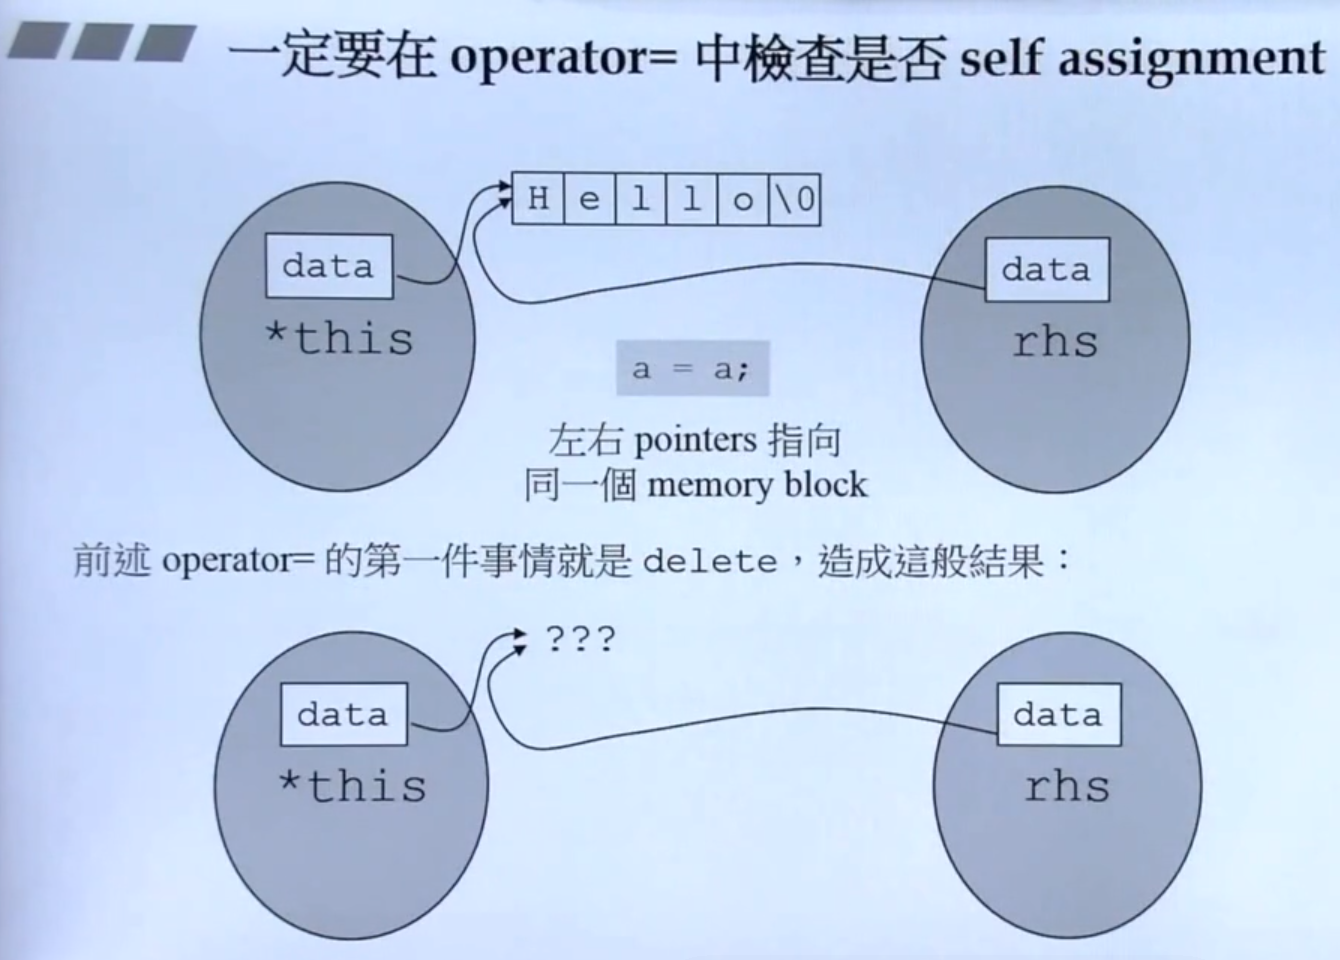 一定要在 operator= 中檢查是否 self assignment
H e l l o \0
data
data
*this
rhs
a = a;
左右 pointers 指向
同一個 memory block
前述 operator= 的第一件事情就是 delete，造成這般結果：
???
data
data
*this
rhs